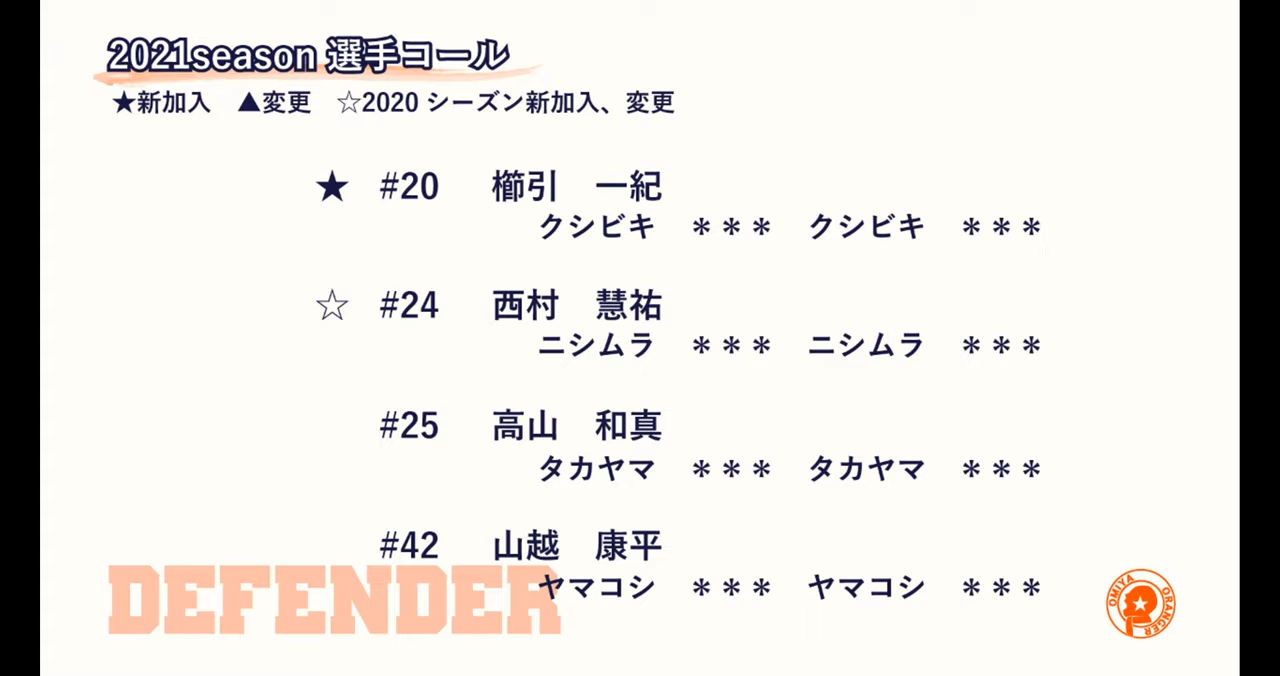 2021season 選手コール
★新加入　▲変更　☆2020 シーズン新加入、変更
★ #20 櫛引　一紀
クシビキ ＊＊＊ クシビキ ＊＊＊
☆ #24 西村　慧祐
ニシムラ ＊＊＊ ニシムラ ＊＊＊
#25 高山　和真
タカヤマ ＊＊＊ タカヤマ ＊＊＊
#42 山越　康平
ヤマコシ ＊＊＊ ヤマコシ ＊＊＊
DEFENDER
OMIYA ORANGER